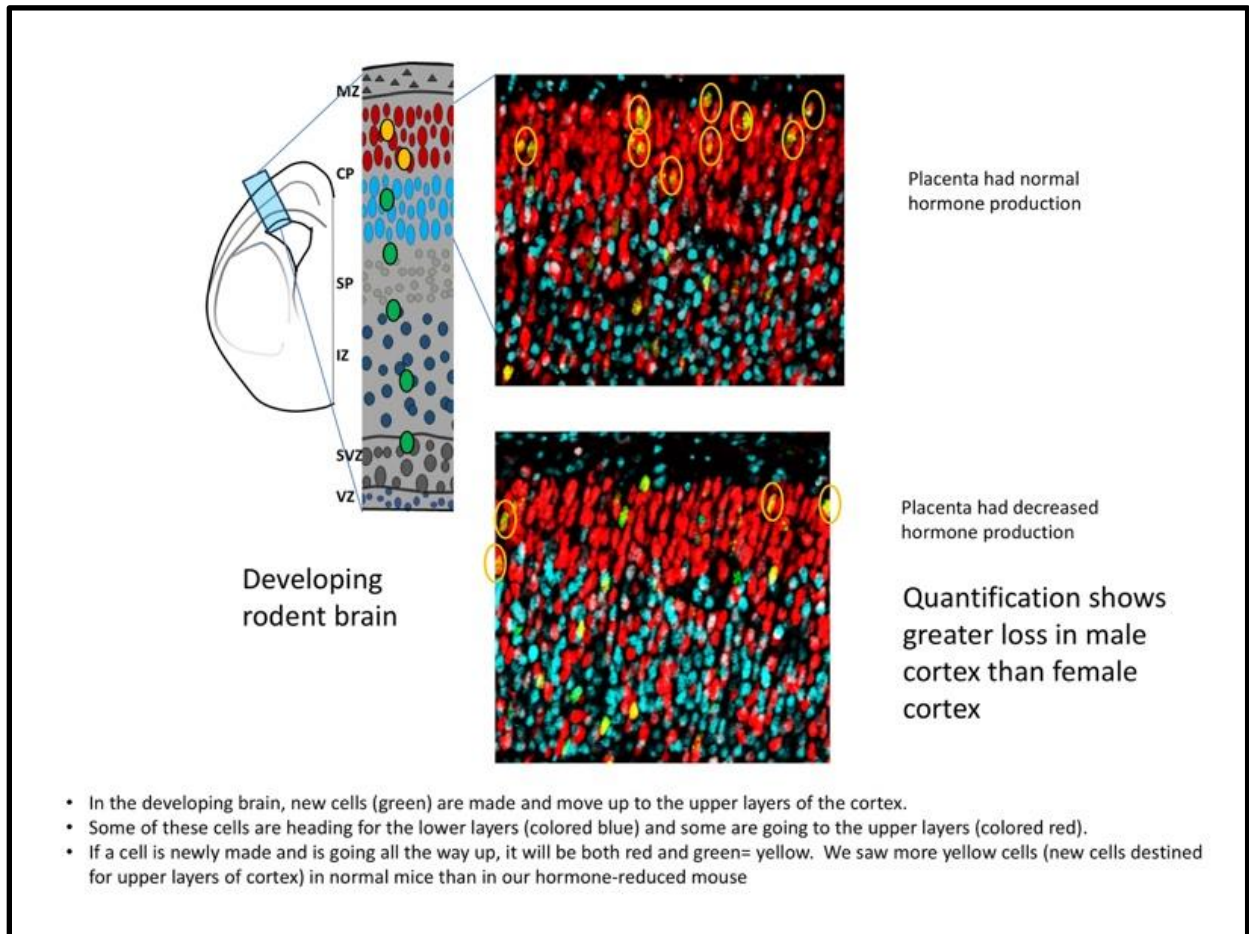 MZ
CP
SP
IZ
SVZ
VZ
Developing
rodent brain
Placenta had normal
hormone production
Placenta had decreased
hormone production
Quantification shows
greater loss in male
cortex than female
cortex
• In the developing brain, new cells (green) are made and move up to the upper layers of the cortex.
• Some of these cells are heading for the lower layers (colored blue) and some are going to the upper layers (colored red).
• If a cell is newly made and is going all the way up, it will be both red and green= yellow.  We saw more yellow cells (new cells destined
for upper layers of cortex) in normal mice than in our hormone-reduced mouse